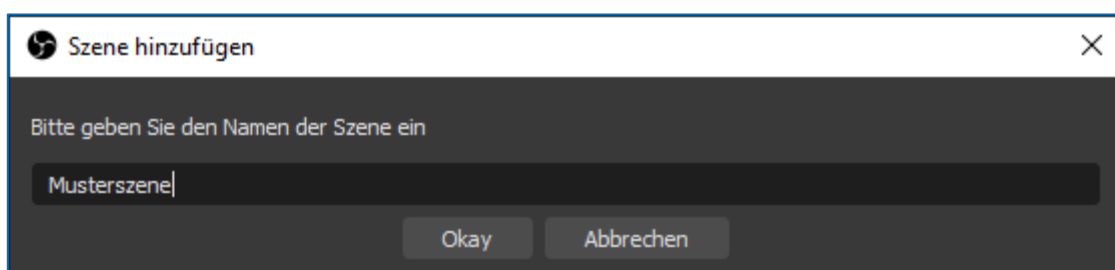 Szene hinzufügen
Bitte geben Sie den Namen der Szene ein
Musterszene
Okay Abbrechen